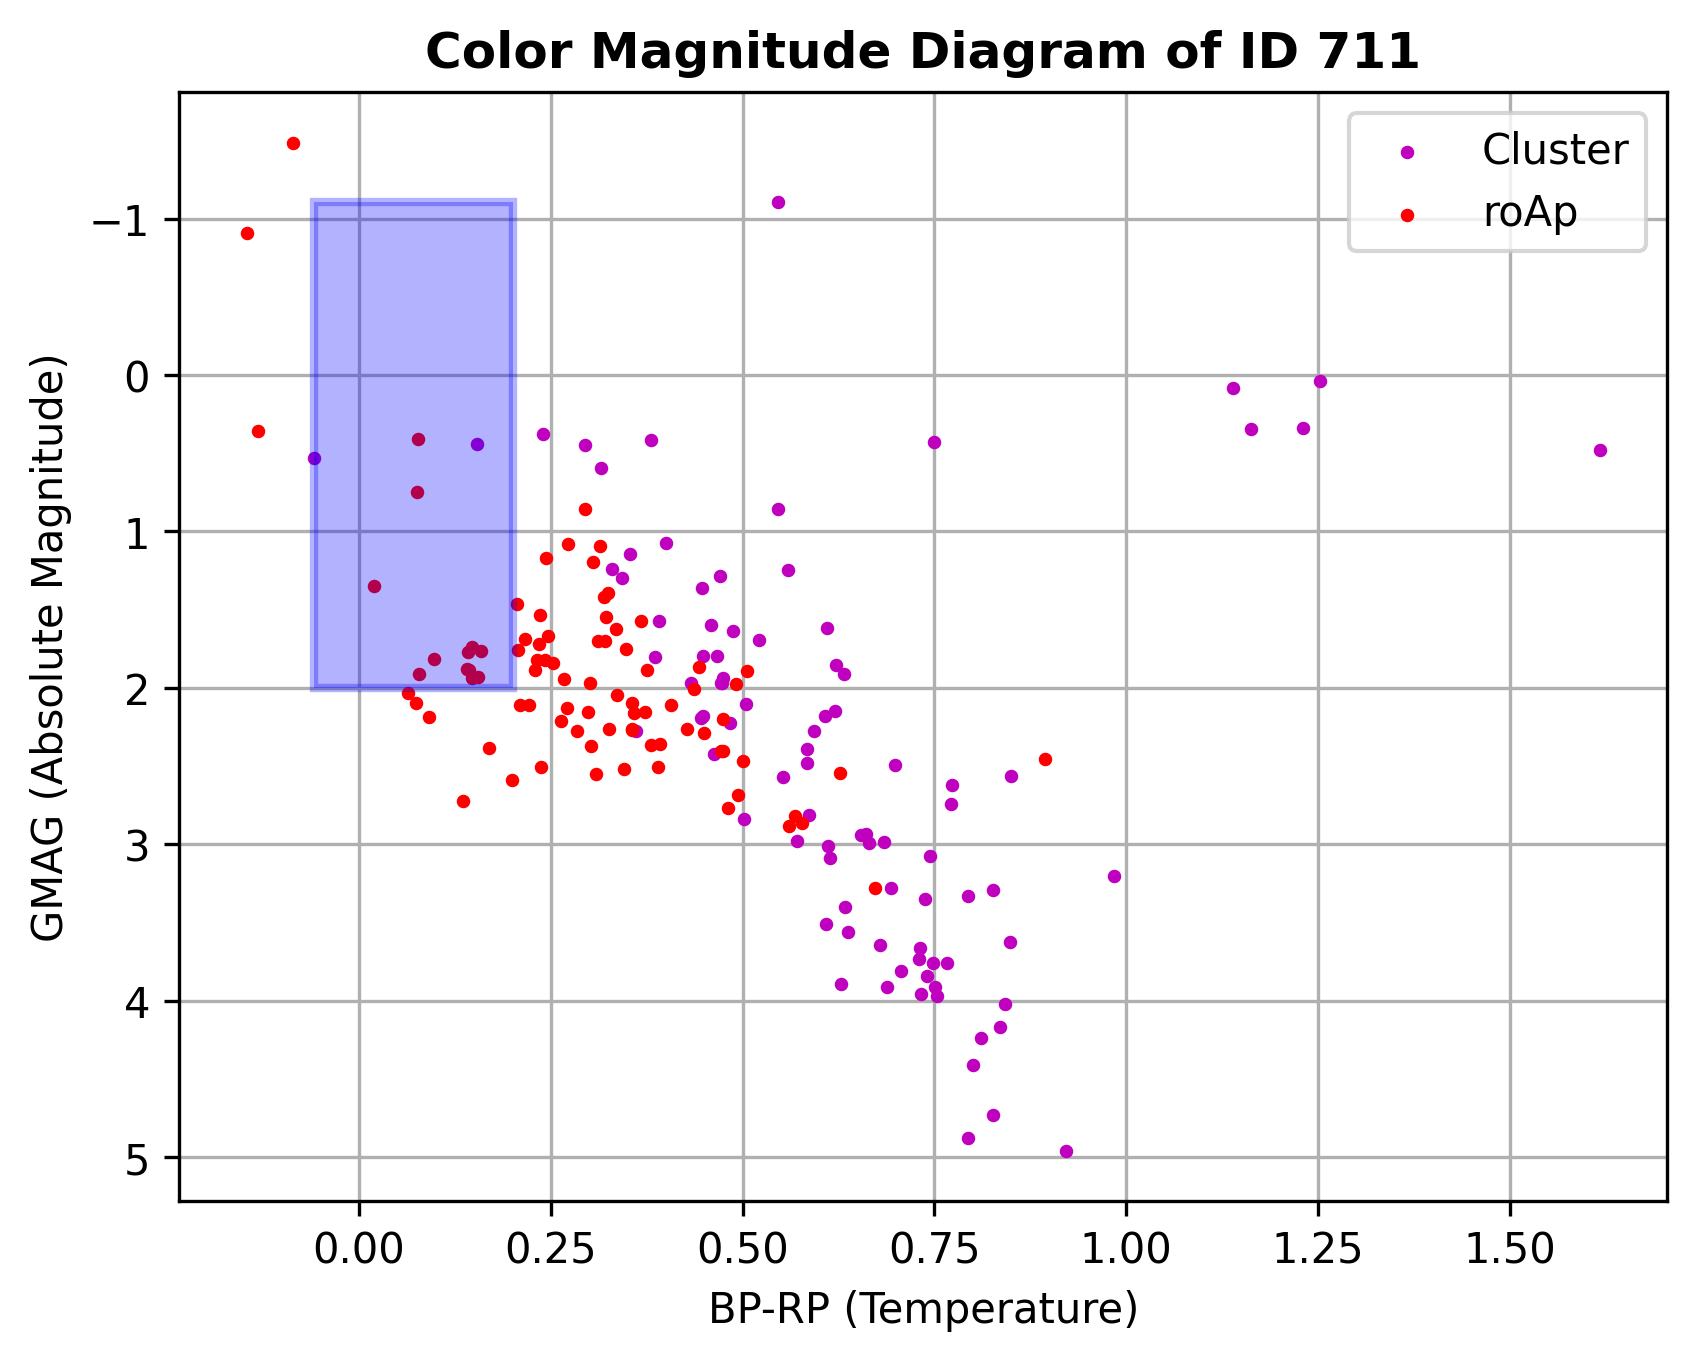 Color Magnitude Diagram of ID 711
Cluster
roAp
−1
0
1
2
3
4
5
GMAG (Absolute Magnitude)
0.00 0.25 0.50 0.75 1.00 1.25 1.50
BP-RP (Temperature)